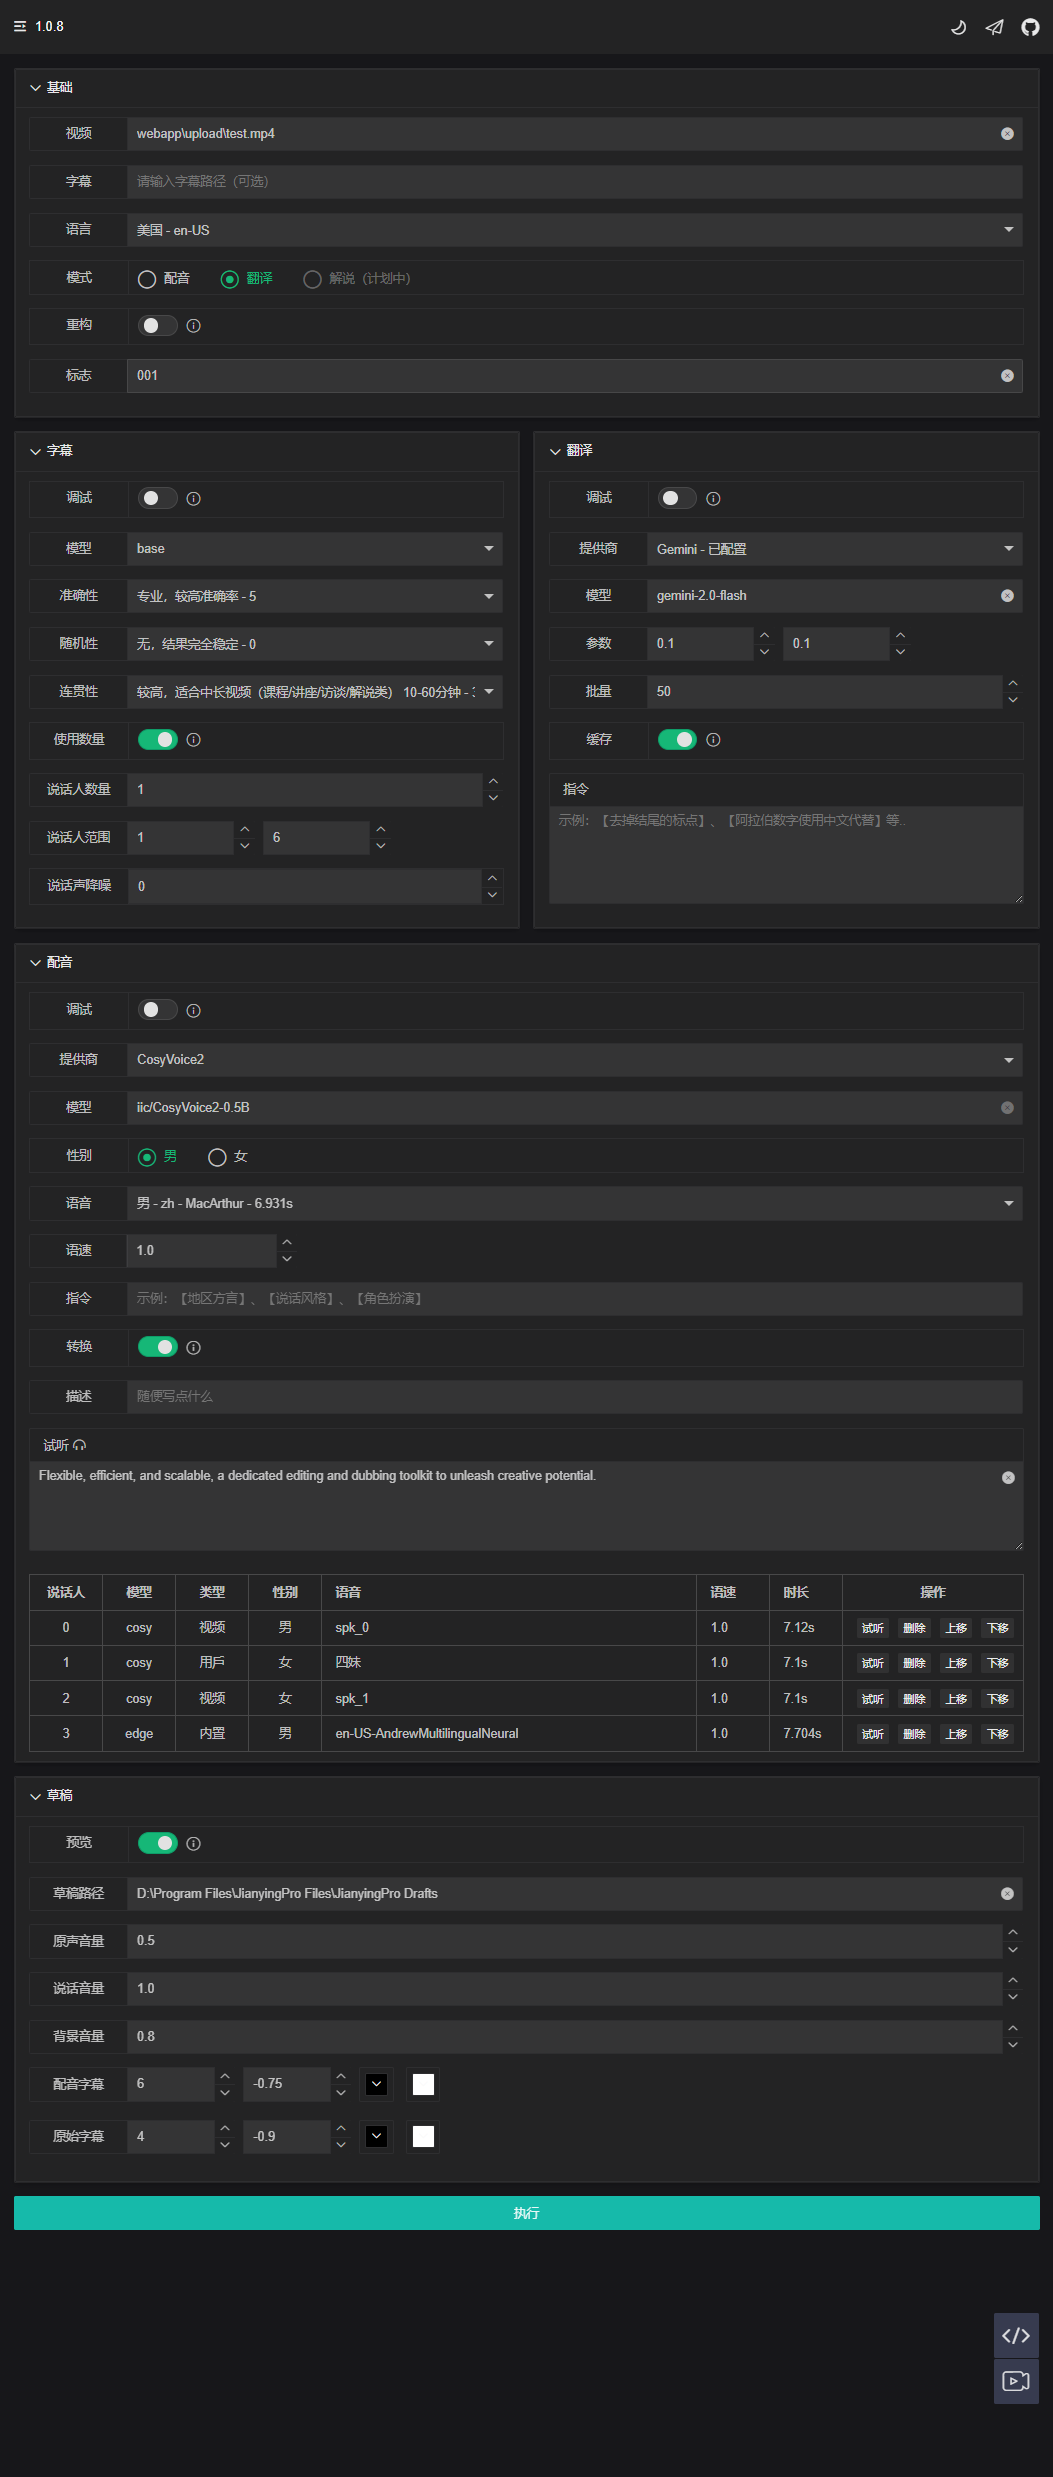 1.0.8
基础
视频 webapp\upload\test.mp4
字幕 请输入字幕路径（可选）
语言 美国 - en-US
模式 配音 翻译 解说（计划中）
重构
标志 001
字幕
调试
模型 base
准确性 专业，较高准确率 - 5
随机性 无，结果完全稳定 - 0
连贯性 较高，适合中长视频（课程/讲座/访谈/解说类） 10-60分钟 -
使用数量
说话人数量 1
说话人范围 1 6
说话声降噪 0
翻译
调试
提供商 Gemini - 已配置
模型 gemini-2.0-flash
参数 0.1 0.1
批量 50
缓存
指令
示例：【去掉结尾的标点】、【阿拉伯数字使用中文代替】等..
配音
调试
提供商 CosyVoice2
模型 iic/CosyVoice2-0.5B
性别 男 女
语音 男 - zh - MacArthur - 6.931s
语速 1.0
指令 示例：【地区方言】、【说话风格】、【角色扮演】
转换
描述 随便写点什么
试听
Flexible, efficient, and scalable, a dedicated editing and dubbing toolkit to unleash creative potential.
说话人 模型 类型 性别 语音 语速 时长 操作
0 cosy 视频 男 spk_0 1.0 7.12s 试听 删除 上移 下移
1 cosy 用戶 女 四妹 1.0 7.1s 试听 删除 上移 下移
2 cosy 视频 女 spk_1 1.0 7.1s 试听 删除 上移 下移
3 edge 内置 男 en-US-AndrewMultilingualNeural 1.0 7.704s 试听 删除 上移 下移
草稿
预览
草稿路径 D:\Program Files\JianyingPro Files\JianyingPro Drafts
原声音量 0.5
说话音量 1.0
背景音量 0.8
配音字幕 6 -0.75
原始字幕 4 -0.9
执行